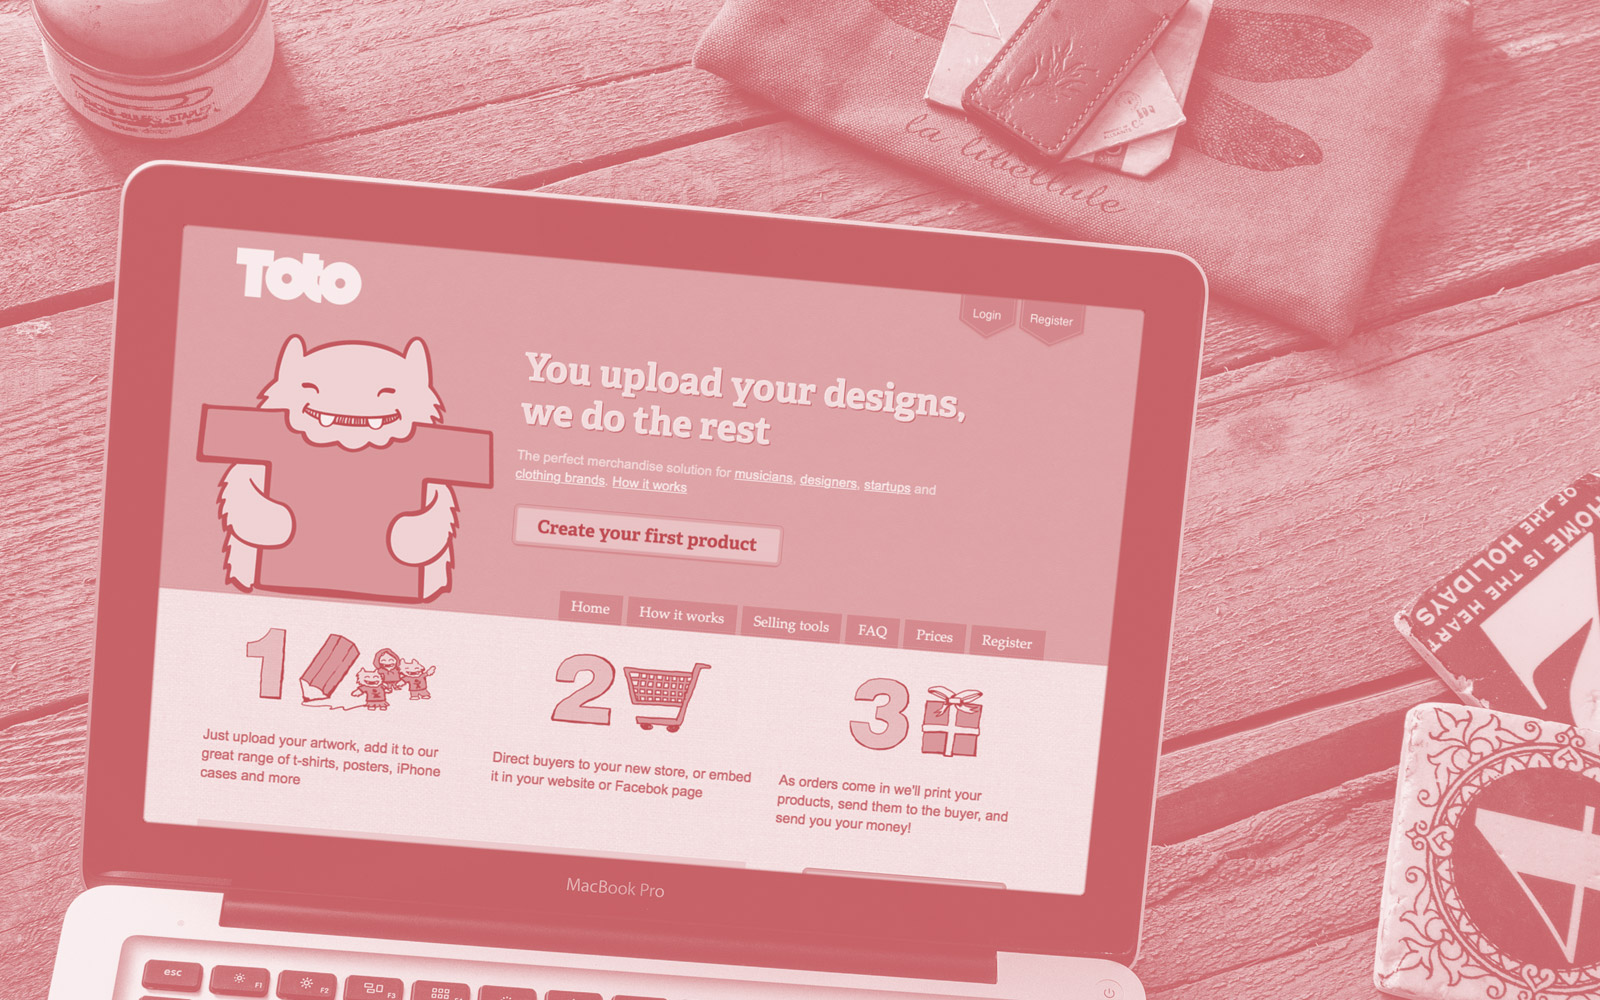 la libellule
Toto
Login
Register
You upload your designs,
we do the rest
The perfect merchandise solution for musicians, designers, startups and
clothing brands. How it works
Create your first product
Home
How it works
Selling tools
FAQ
Prices
Register
1
2
3
Just upload your artwork, add it to our
great range of t-shirts, posters, iPhone
cases and more
Direct buyers to your new store, or embed
it in your website or Facebok page
As orders come in we'll print your
products, send them to the buyer, and
send you your money!
MacBook Pro
esc
F1
F2
F3
F4
HOME IS THE HEART
OF THE HOLIDAYS
4